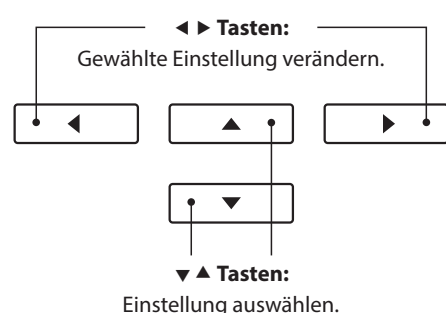 ◀ ▶ Tasten:
Gewählte Einstellung verändern.
▼ ▲ Tasten:
Einstellung auswählen.